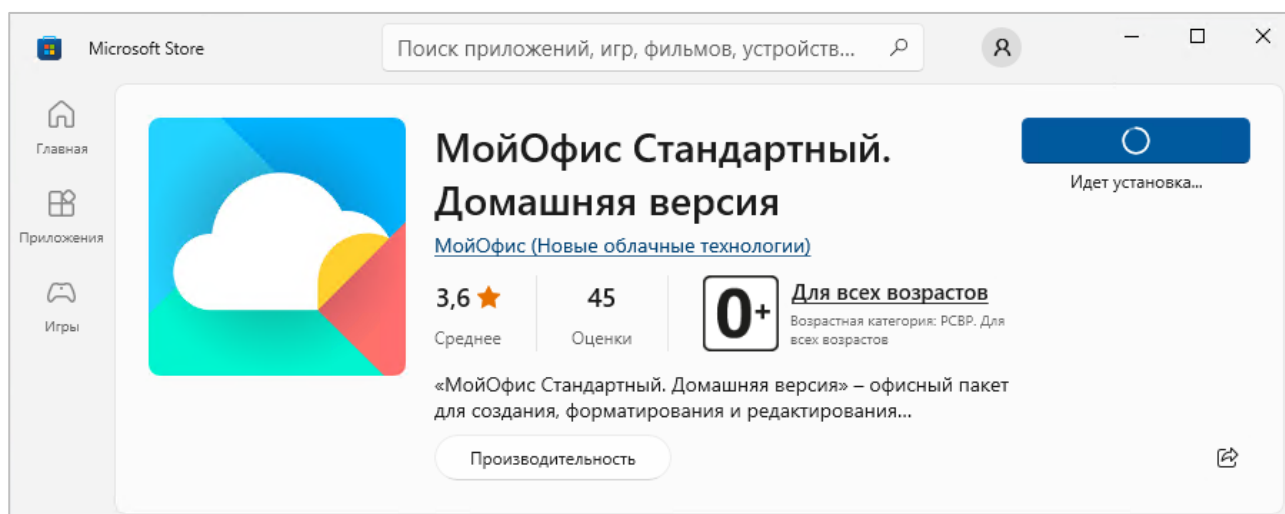 Microsoft Store
Поиск приложений, игр, фильмов, устройств...
Главная
Приложения
Игры
МойОфис Стандартный.
Домашняя версия
МойОфис (Новые облачные технологии)
Идет установка...
3,6
Среднее
45
Оценки
0+
Для всех возрастов
Возрастная категория: РСВР. Для
всех возрастов
«МойОфис Стандартный. Домашняя версия» – офисный пакет
для создания, форматирования и редактирования...
Производительность